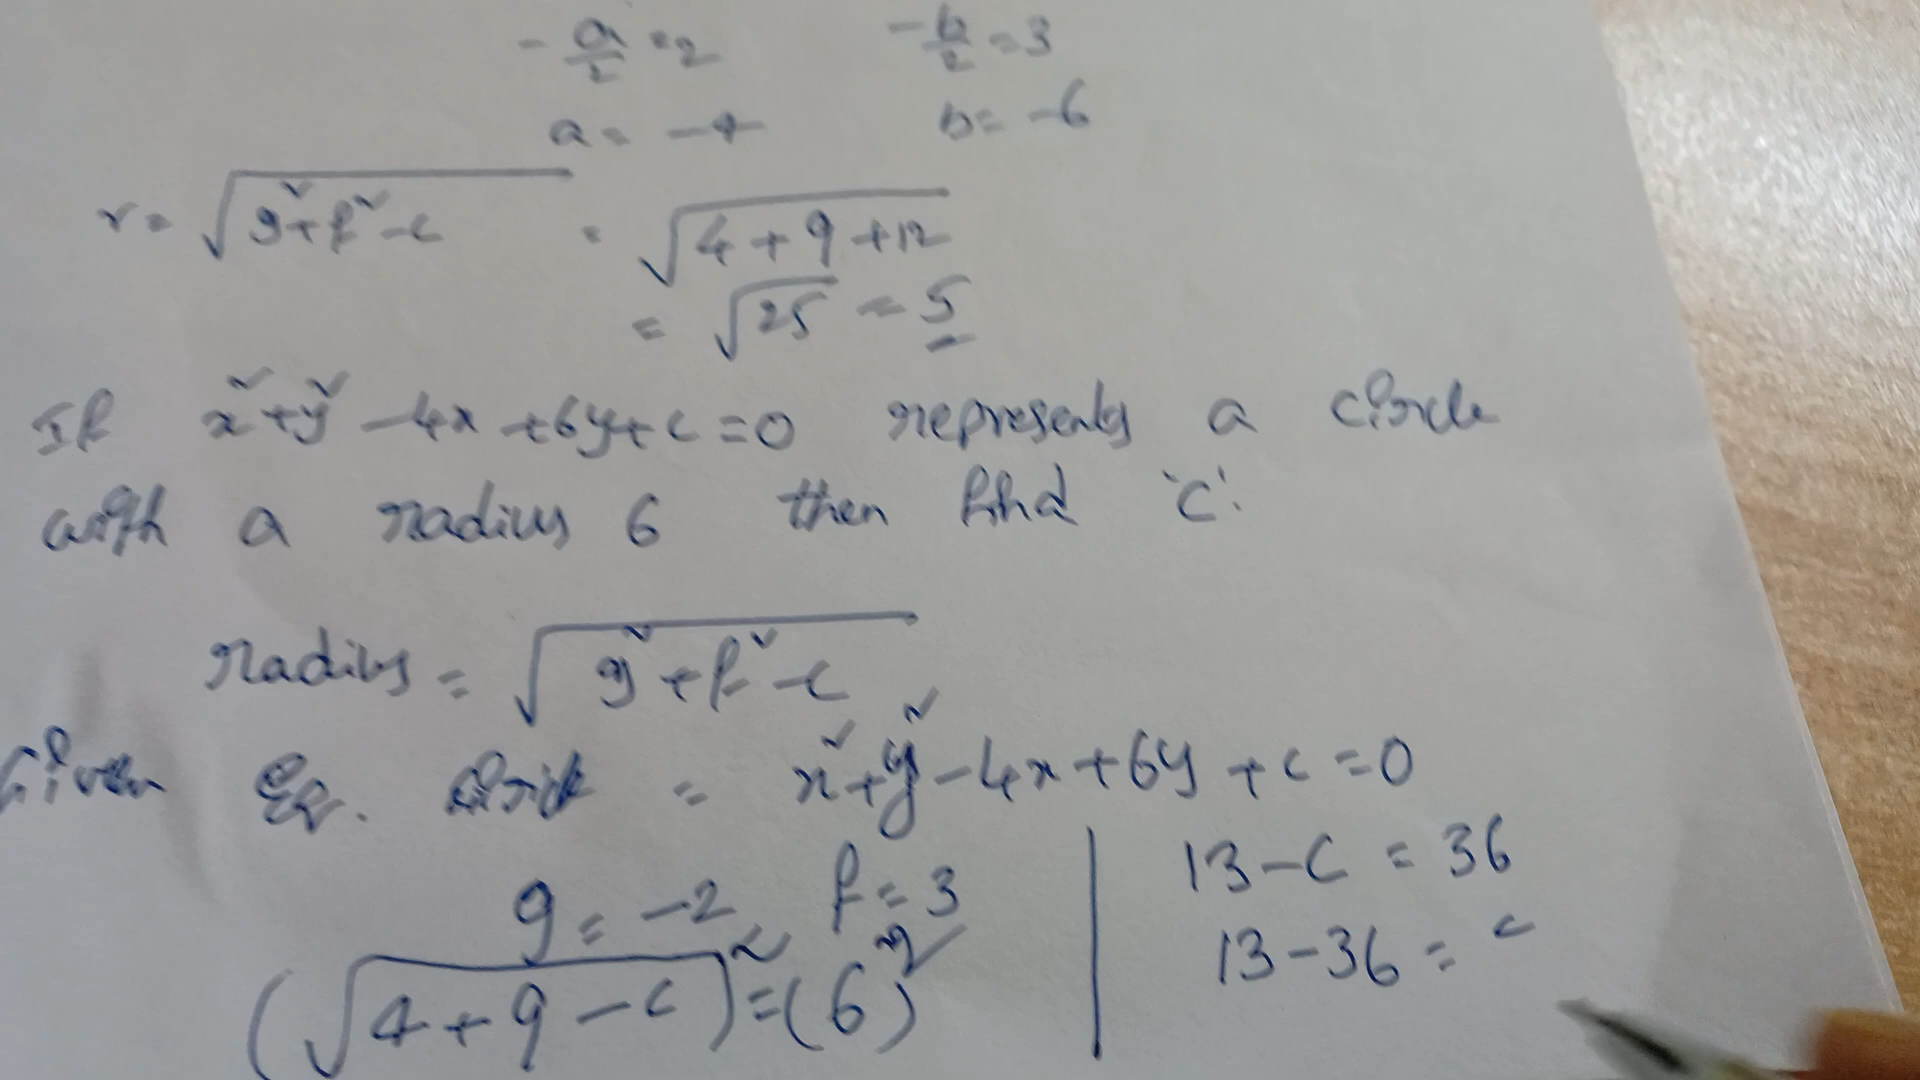 - a/2 = 2    - b/2 = 3
a = -4    b = -6
r = √(g²+f²-c) = √(4+9+12)
= √25 = 5
If x²+y²-4x+6y+c=0 represents a circle
with a radius 6 then find 'c'.
radius = √(g²+f²-c)
Given Eq. circle = x²+y²-4x+6y+c=0
g = -2, f = 3
(√(4+9-c))² = (6)²
13-c = 36
13-36 = c